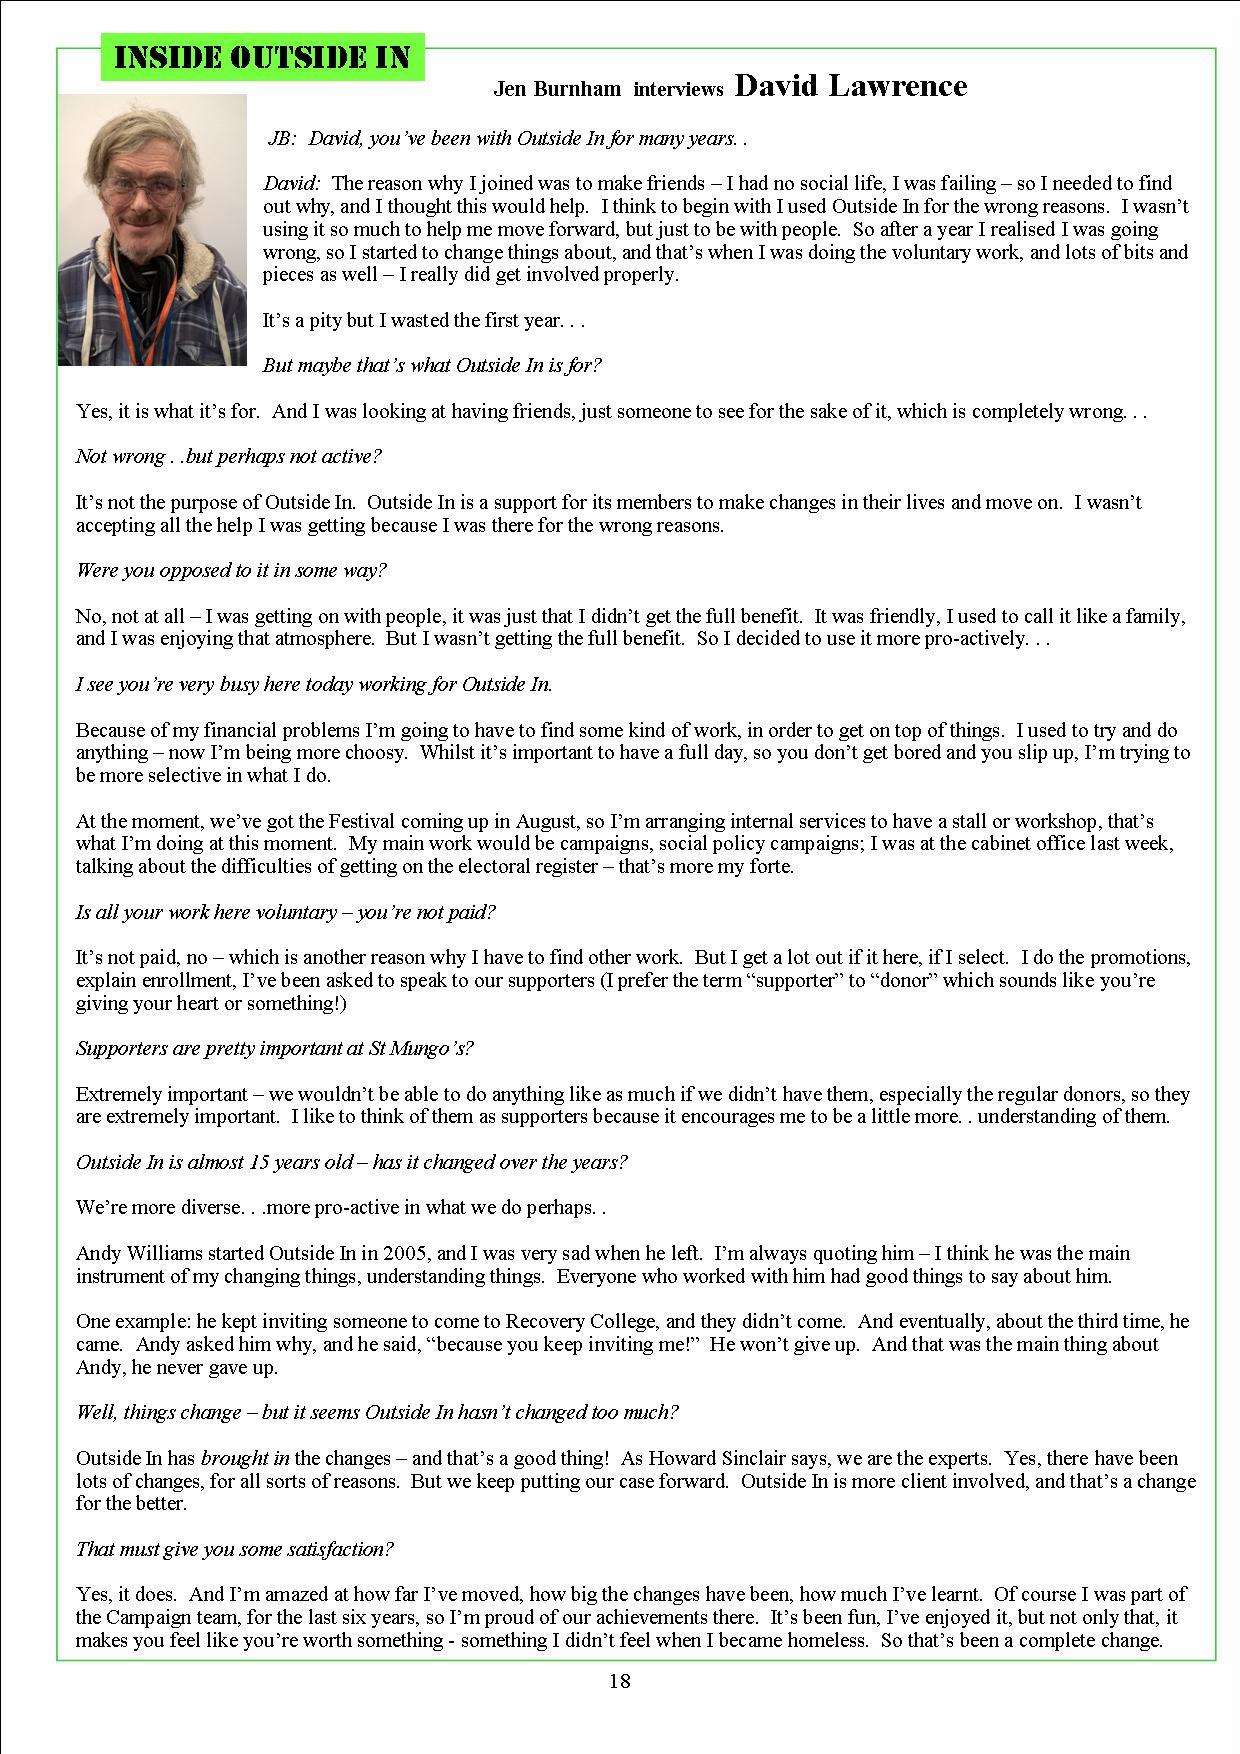 INSIDE OUTSIDE IN
Jen Burnham interviews David Lawrence
JB: David, you’ve been with Outside In for many years. .
David: The reason why I joined was to make friends – I had no social life, I was failing – so I needed to find
out why, and I thought this would help. I think to begin with I used Outside In for the wrong reasons. I wasn’t
using it so much to help me move forward, but just to be with people. So after a year I realised I was going
wrong, so I started to change things about, and that’s when I was doing the voluntary work, and lots of bits and
pieces as well – I really did get involved properly.
It’s a pity but I wasted the first year. . .
But maybe that’s what Outside In is for?
Yes, it is what it’s for. And I was looking at having friends, just someone to see for the sake of it, which is completely wrong. . .
Not wrong . .but perhaps not active?
It’s not the purpose of Outside In. Outside In is a support for its members to make changes in their lives and move on. I wasn’t
accepting all the help I was getting because I was there for the wrong reasons.
Were you opposed to it in some way?
No, not at all – I was getting on with people, it was just that I didn’t get the full benefit. It was friendly, I used to call it like a family,
and I was enjoying that atmosphere. But I wasn’t getting the full benefit. So I decided to use it more pro-actively. . .
I see you’re very busy here today working for Outside In.
Because of my financial problems I’m going to have to find some kind of work, in order to get on top of things. I used to try and do
anything – now I’m being more choosy. Whilst it’s important to have a full day, so you don’t get bored and you slip up, I’m trying to
be more selective in what I do.
At the moment, we’ve got the Festival coming up in August, so I’m arranging internal services to have a stall or workshop, that’s
what I’m doing at this moment. My main work would be campaigns, social policy campaigns; I was at the cabinet office last week,
talking about the difficulties of getting on the electoral register – that’s more my forte.
Is all your work here voluntary – you’re not paid?
It’s not paid, no – which is another reason why I have to find other work. But I get a lot out if it here, if I select. I do the promotions,
explain enrollment, I’ve been asked to speak to our supporters (I prefer the term “supporter” to “donor” which sounds like you’re
giving your heart or something!)
Supporters are pretty important at St Mungo’s?
Extremely important – we wouldn’t be able to do anything like as much if we didn’t have them, especially the regular donors, so they
are extremely important. I like to think of them as supporters because it encourages me to be a little more. . understanding of them.
Outside In is almost 15 years old – has it changed over the years?
We’re more diverse. . .more pro-active in what we do perhaps. .
Andy Williams started Outside In in 2005, and I was very sad when he left. I’m always quoting him – I think he was the main
instrument of my changing things, understanding things. Everyone who worked with him had good things to say about him.
One example: he kept inviting someone to come to Recovery College, and they didn’t come. And eventually, about the third time, he
came. Andy asked him why, and he said, “because you keep inviting me!” He won’t give up. And that was the main thing about
Andy, he never gave up.
Well, things change – but it seems Outside In hasn’t changed too much?
Outside In has brought in the changes – and that’s a good thing! As Howard Sinclair says, we are the experts. Yes, there have been
lots of changes, for all sorts of reasons. But we keep putting our case forward. Outside In is more client involved, and that’s a change
for the better.
That must give you some satisfaction?
Yes, it does. And I’m amazed at how far I’ve moved, how big the changes have been, how much I’ve learnt. Of course I was part of
the Campaign team, for the last six years, so I’m proud of our achievements there. It’s been fun, I’ve enjoyed it, but not only that, it
makes you feel like you’re worth something - something I didn’t feel when I became homeless. So that’s been a complete change.
18